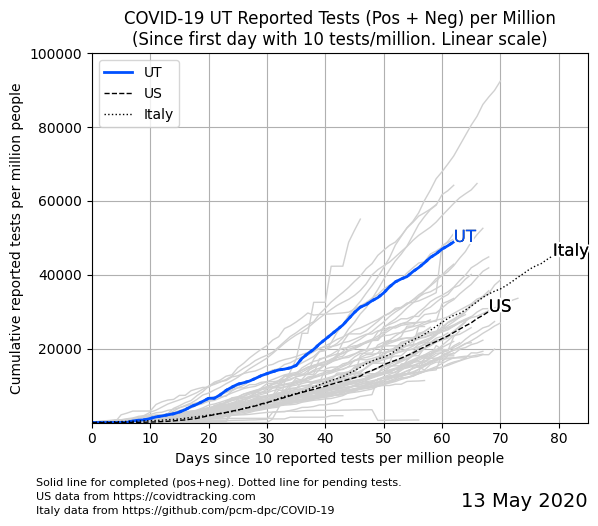 COVID-19 UT Reported Tests (Pos + Neg) per Million
(Since first day with 10 tests/million. Linear scale)
Cumulative reported tests per million people
100000
80000
60000
40000
20000
UT
US
Italy
UT
Italy
US
0 10 20 30 40 50 60 70 80
Days since 10 reported tests per million people
Solid line for completed (pos+neg). Dotted line for pending tests.
US data from https://covidtracking.com
Italy data from https://github.com/pcm-dpc/COVID-19
13 May 2020